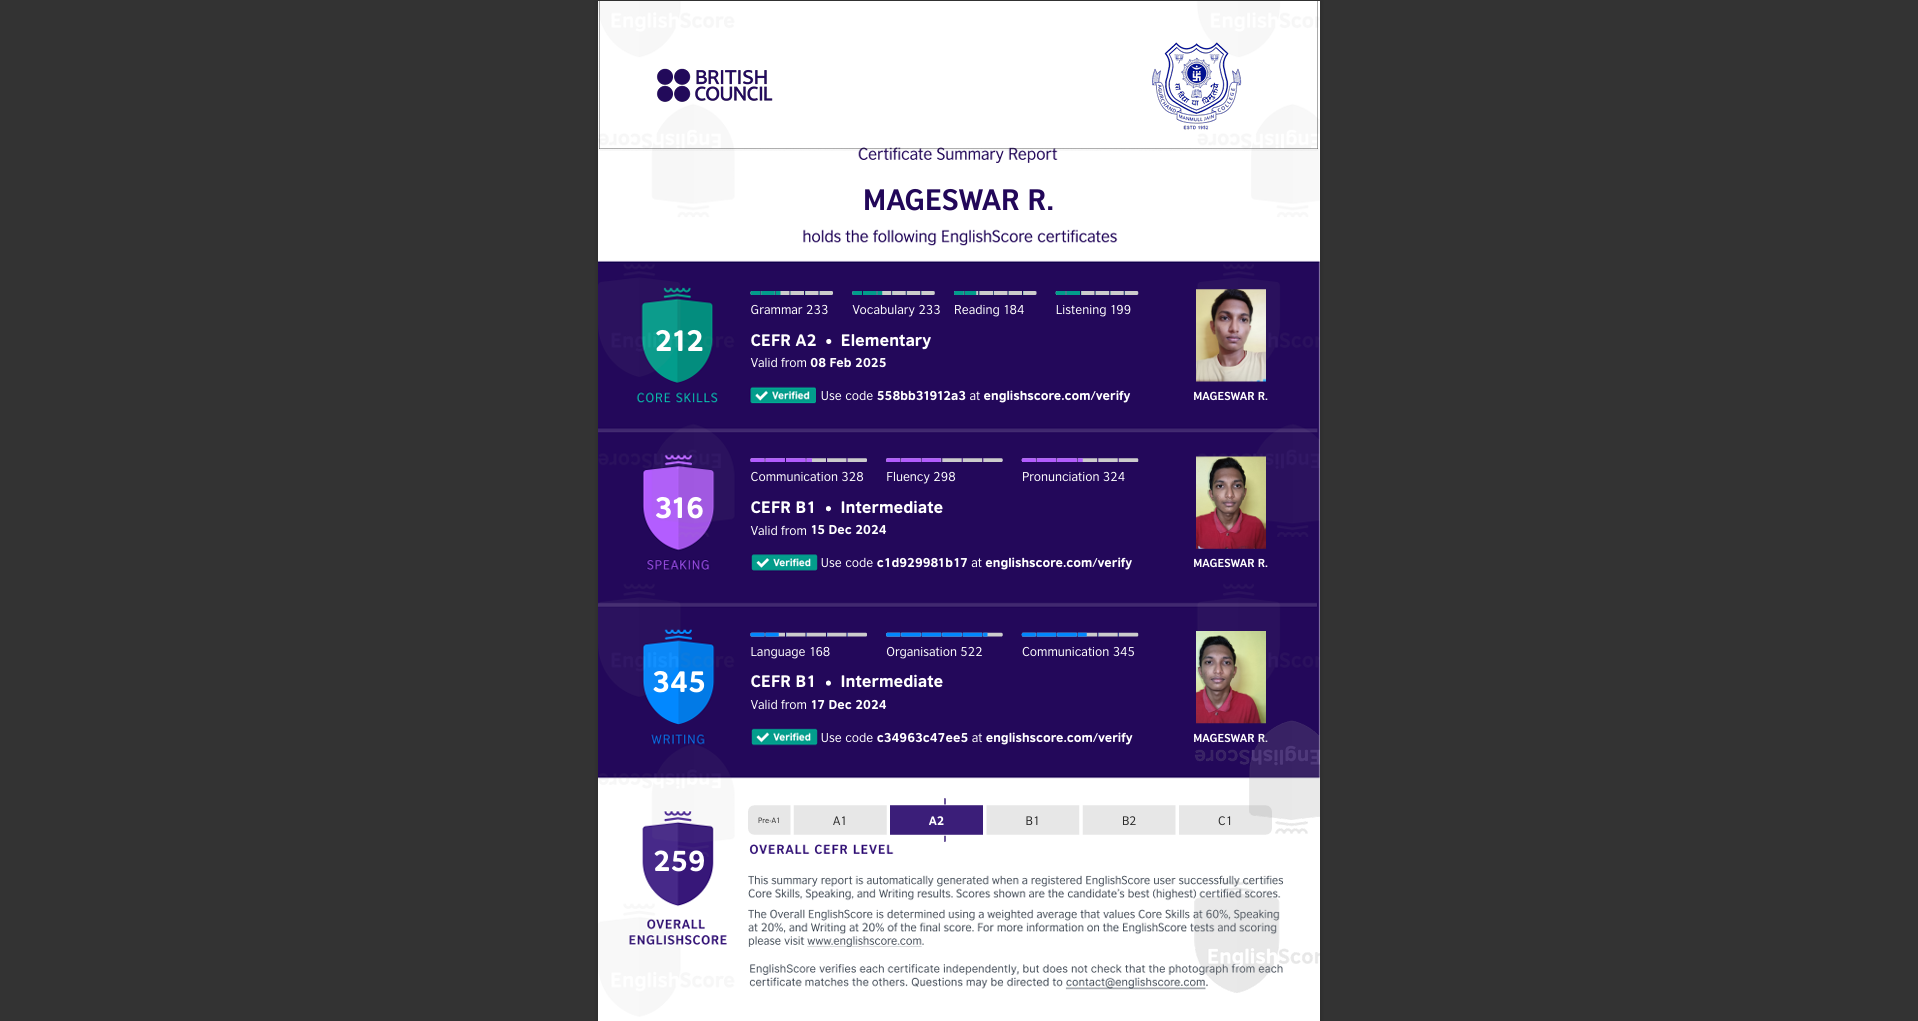 BRITISH
COUNCIL
AGURCHAND MANMULL JAIN COLLEGE
ESTD 1952
Certificate Summary Report
MAGESWAR R.
holds the following EnglishScore certificates
212
CORE SKILLS
Grammar 233 Vocabulary 233 Reading 184 Listening 199
CEFR A2 • Elementary
Valid from 08 Feb 2025
Verified Use code 558bb31912a3 at englishscore.com/verify
MAGESWAR R.
316
SPEAKING
Communication 328 Fluency 298 Pronunciation 324
CEFR B1 • Intermediate
Valid from 15 Dec 2024
Verified Use code c1d929981b17 at englishscore.com/verify
MAGESWAR R.
345
WRITING
Language 168 Organisation 522 Communication 345
CEFR B1 • Intermediate
Valid from 17 Dec 2024
Verified Use code c34963c47ee5 at englishscore.com/verify
MAGESWAR R.
259
OVERALL
ENGLISHSCORE
Pre-A1 A1 A2 B1 B2 C1
OVERALL CEFR LEVEL
This summary report is automatically generated when a registered EnglishScore user successfully certifies
Core Skills, Speaking, and Writing results. Scores shown are the candidate's best (highest) certified scores.
The Overall EnglishScore is determined using a weighted average that values Core Skills at 60%, Speaking
at 20%, and Writing at 20% of the final score. For more information on the EnglishScore tests and scoring
please visit www.englishscore.com.
EnglishScore verifies each certificate independently, but does not check that the photograph from each
certificate matches the others. Questions may be directed to contact@englishscore.com.
EnglishScore